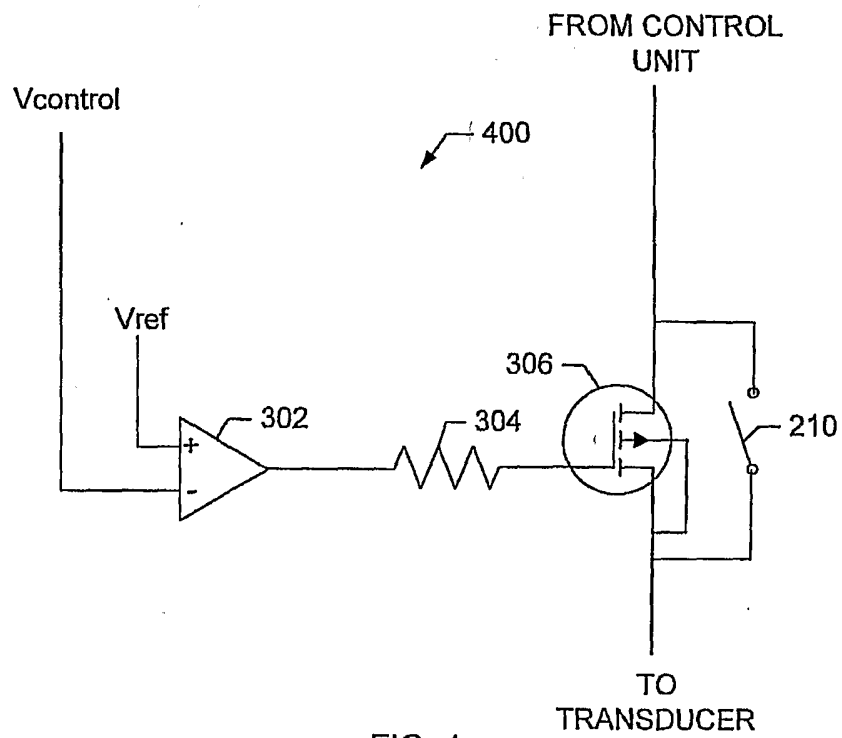 FROM CONTROL
UNIT
Vcontrol
400
Vref
306
302
304
210
+
-
TO
TRANSDUCER